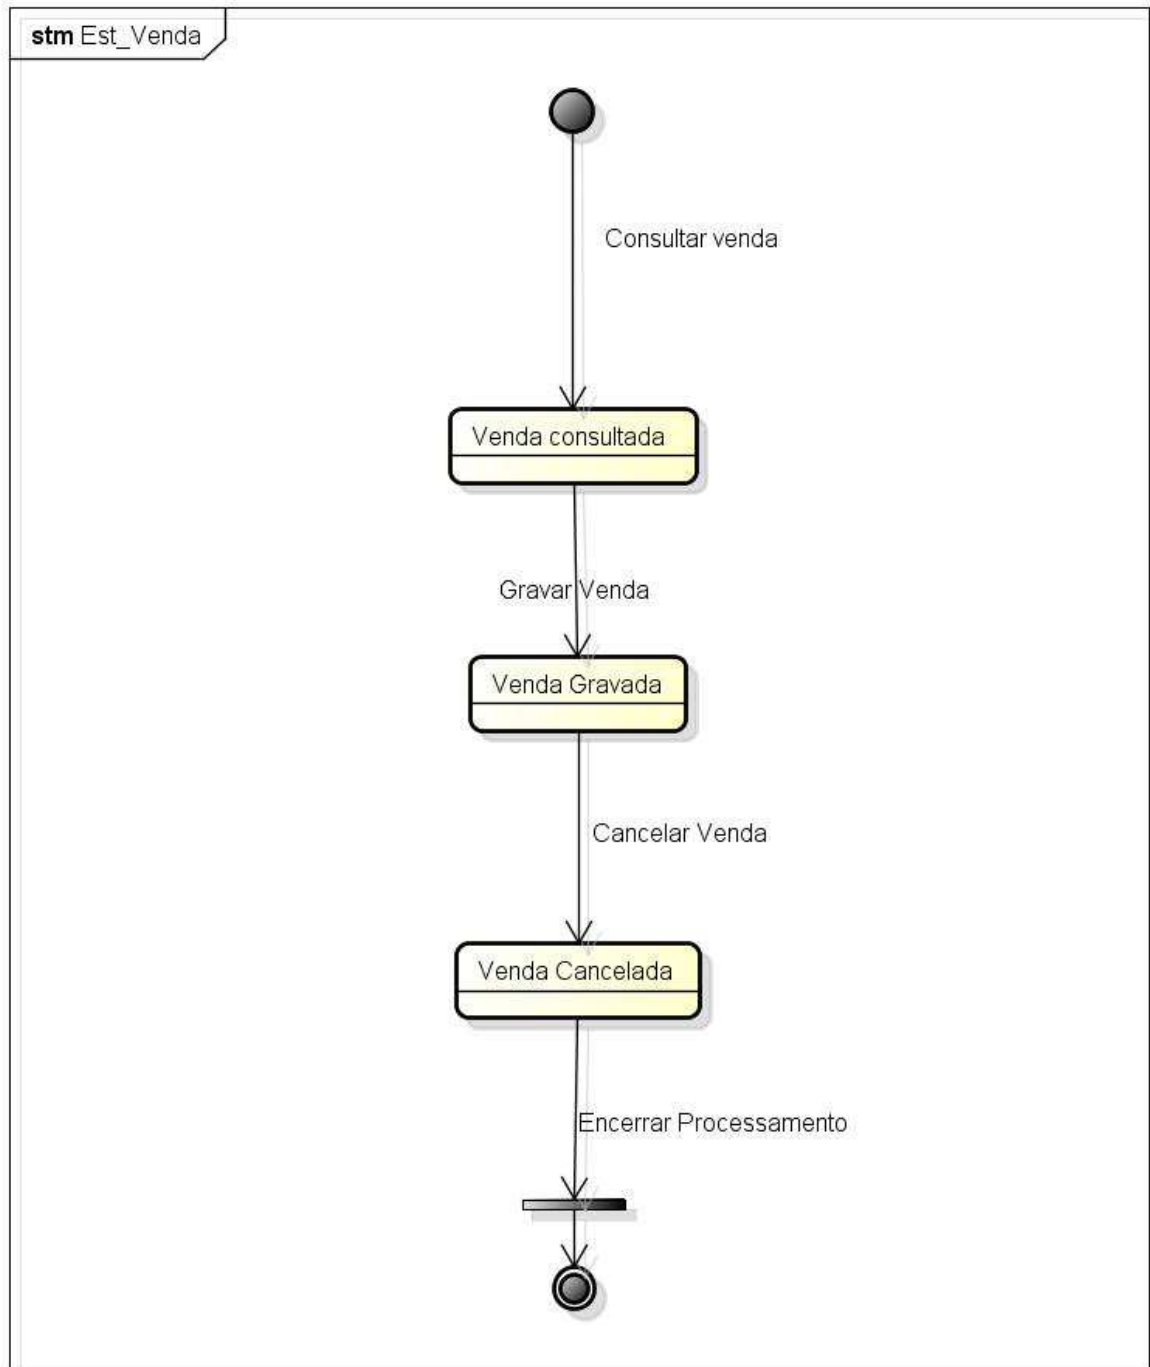 stm Est_Venda
Consultar venda
Venda consultada
Gravar Venda
Venda Gravada
Cancelar Venda
Venda Cancelada
Encerrar Processamento